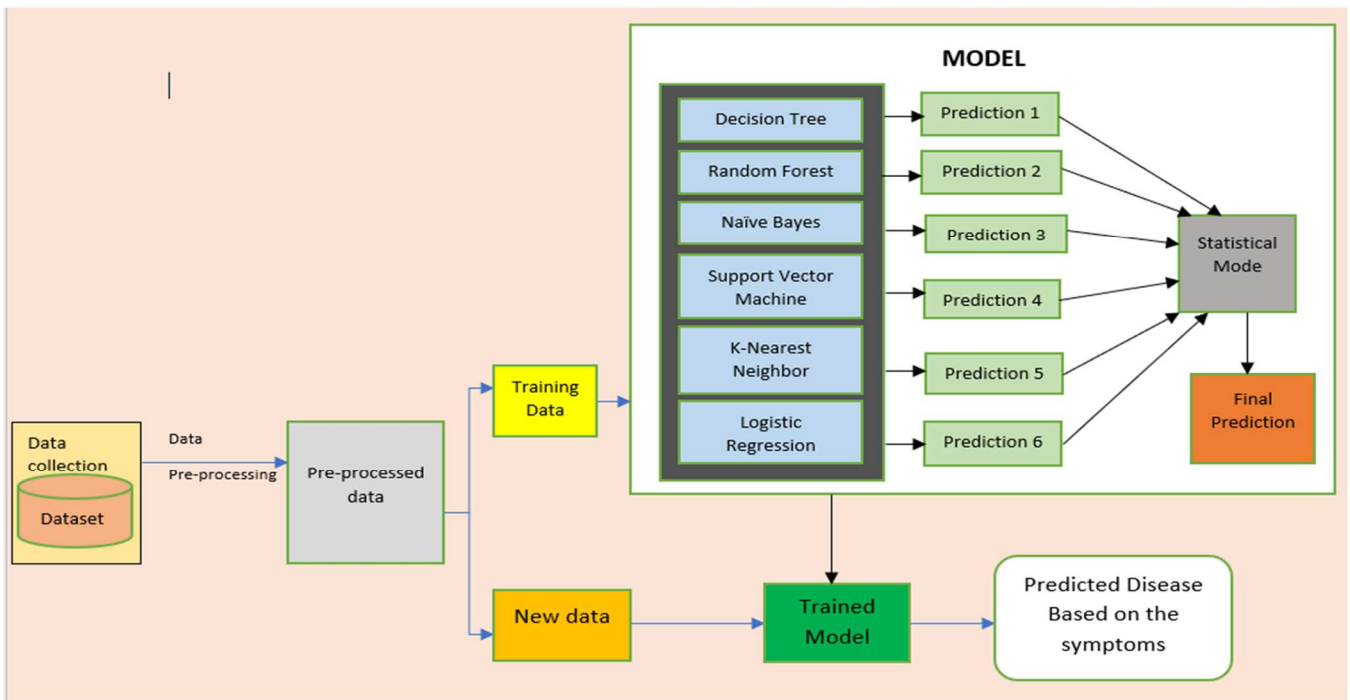 MODEL
Decision Tree
Prediction 1
Random Forest
Prediction 2
Naïve Bayes
Prediction 3
Statistical
Mode
Support Vector
Machine
Prediction 4
K-Nearest
Neighbor
Prediction 5
Logistic
Regression
Prediction 6
Final
Prediction
Training
Data
Data
collection
Dataset
Data
Pre-processing
Pre-processed
data
New data
Trained
Model
Predicted Disease
Based on the
symptoms